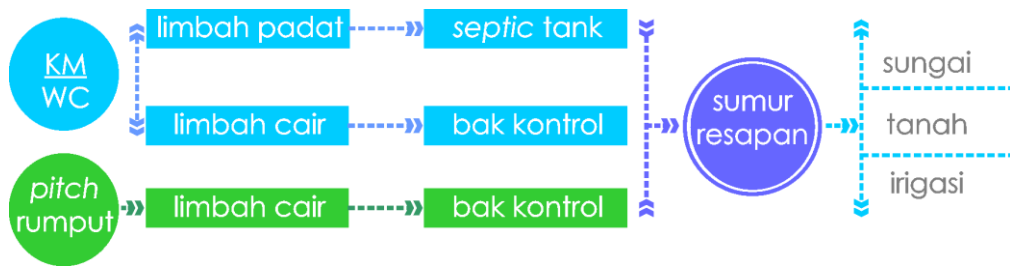 KM
WC
limbah padat
septic tank
limbah cair
bak kontrol
pitch
rumput
limbah cair
bak kontrol
sumur
resapan
sungai
tanah
irigasi